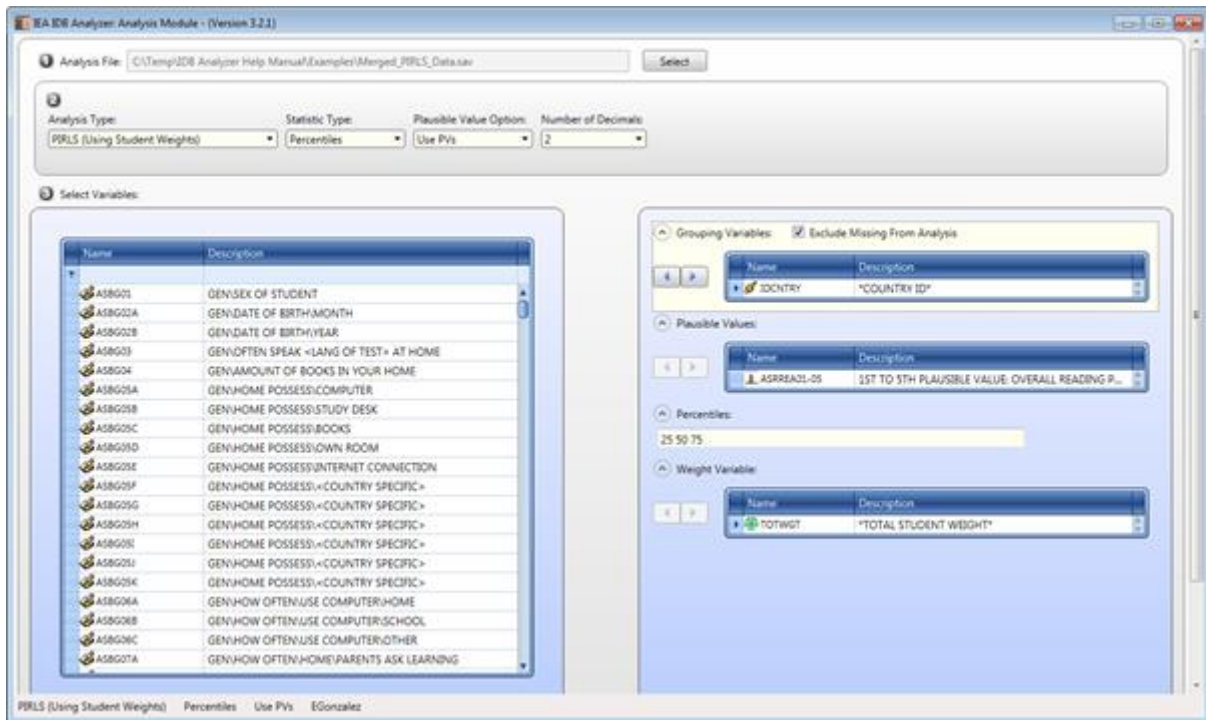 IEA IDB Analyzer: Analysis Module - (Version 3.2.1)
1 Analysis File: C:\Temp\IDB Analyzer Help Manual\Examples\Merged_PIRLS_Data.sav Select
2
Analysis Type: Statistic Type: Plausible Value Option: Number of Decimals:
PIRLS (Using Student Weights) Percentiles Use PVs 2
3 Select Variables:
Name Description
ASBG01 GEN\SEX OF STUDENT
ASBG02A GEN\DATE OF BIRTH\MONTH
ASBG02B GEN\DATE OF BIRTH\YEAR
ASBG03 GEN\OFTEN SPEAK <LANG OF TEST> AT HOME
ASBG04 GEN\AMOUNT OF BOOKS IN YOUR HOME
ASBG05A GEN\HOME POSSESS\COMPUTER
ASBG05B GEN\HOME POSSESS\STUDY DESK
ASBG05C GEN\HOME POSSESS\BOOKS
ASBG05D GEN\HOME POSSESS\OWN ROOM
ASBG05E GEN\HOME POSSESS\INTERNET CONNECTION
ASBG05F GEN\HOME POSSESS\<COUNTRY SPECIFIC>
ASBG05G GEN\HOME POSSESS\<COUNTRY SPECIFIC>
ASBG05H GEN\HOME POSSESS\<COUNTRY SPECIFIC>
ASBG05I GEN\HOME POSSESS\<COUNTRY SPECIFIC>
ASBG05J GEN\HOME POSSESS\<COUNTRY SPECIFIC>
ASBG05K GEN\HOME POSSESS\<COUNTRY SPECIFIC>
ASBG06A GEN\HOW OFTEN\USE COMPUTER\HOME
ASBG06B GEN\HOW OFTEN\USE COMPUTER\SCHOOL
ASBG06C GEN\HOW OFTEN\USE COMPUTER\OTHER
ASBG07A GEN\HOW OFTEN\HOME\PARENTS ASK LEARNING
Grouping Variables: Exclude Missing From Analysis
Name Description
IDCNTRY *COUNTRY ID*
Plausible Values:
Name Description
ASRREA01-05 1ST TO 5TH PLAUSIBLE VALUE: OVERALL READING P...
Percentiles:
25 50 75
Weight Variable:
Name Description
TOTWGT *TOTAL STUDENT WEIGHT*
PIRLS (Using Student Weights) Percentiles Use PVs EGonzalez